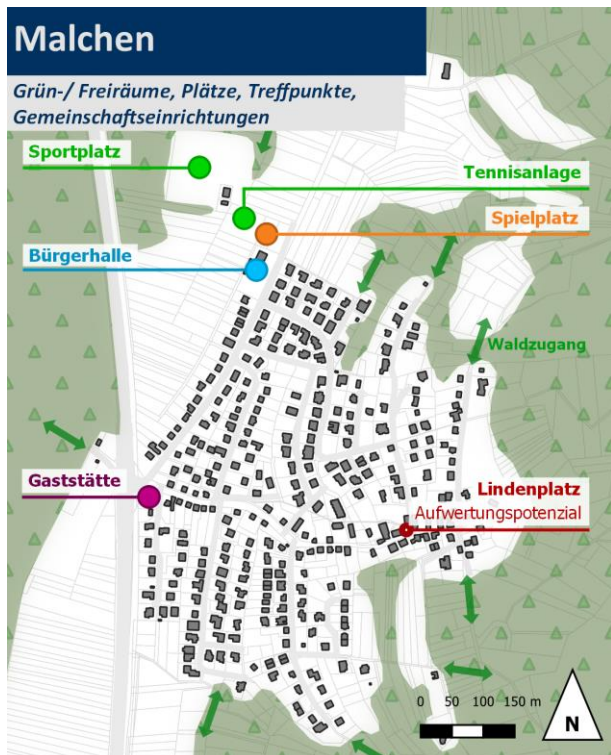 Malchen
Grün-/ Freiräume, Plätze, Treffpunkte,
Gemeinschaftseinrichtungen
Sportplatz
Tennisanlage
Spielplatz
Bürgerhalle
Waldzugang
Gaststätte
Lindenplatz
Aufwertungspotenzial
0 50 100 150 m
N